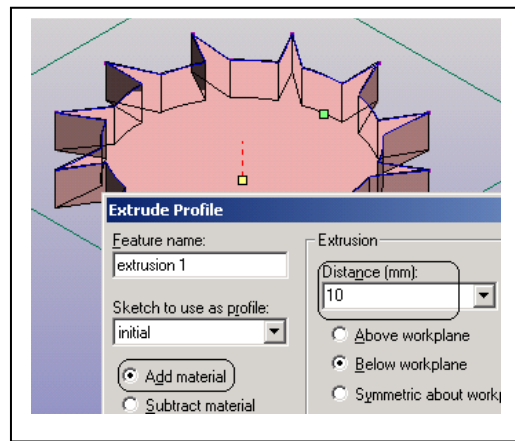 Extrude Profile
Feature name:
extrusion 1
Sketch to use as profile:
initial
Add material
Subtract material
Extrusion
Distance (mm):
10
Above workplane
Below workplane
Symmetric about